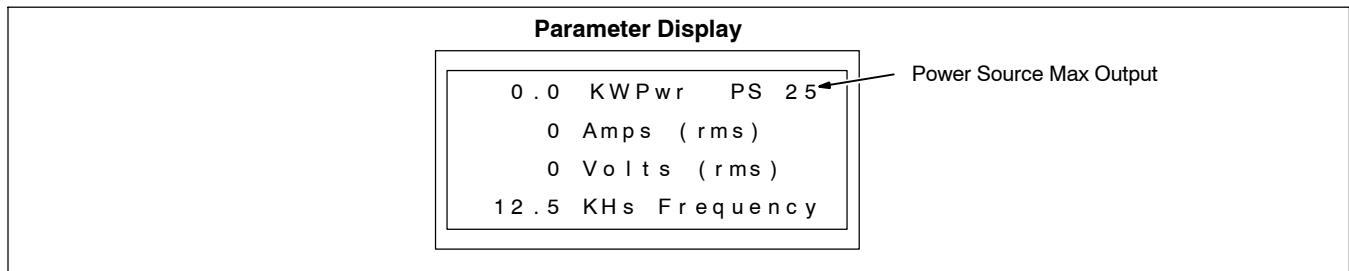 Parameter Display
0.0 KWPwr PS 25
Power Source Max Output
0 Amps (rms)
0 Volts (rms)
12.5 KHs Frequency